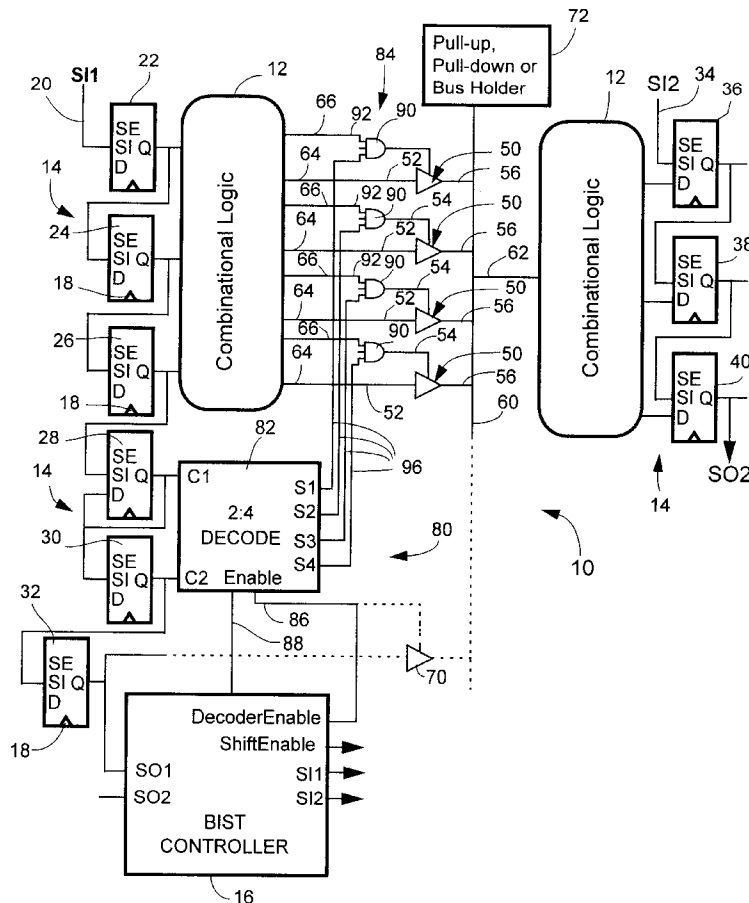 72
SI1
22
12
84
Pull-up,
Pull-down or
Bus Holder
12
SI2
34
36
20
66
92
90
SE
SI Q
D
64
52
50
56
SE
SI Q
D
14
66
92
90
54
50
24
SE
SI Q
D
18
Combinational Logic
64
52
56
62
Combinational Logic
38
SE
SI Q
D
66
92
90
54
50
26
SE
SI Q
D
18
64
52
56
66
90
54
50
40
SE
SI Q
D
64
52
56
28
82
60
SE
SI Q
D
14
C1
2:4
DECODE
S1
S2
S3
S4
96
SO2
14
30
SE
SI Q
D
C2
Enable
80
10
32
86
88
SE
SI Q
D
18
70
DecoderEnable
ShiftEnable
SO1
SI1
SO2
SI2
BIST
CONTROLLER
16